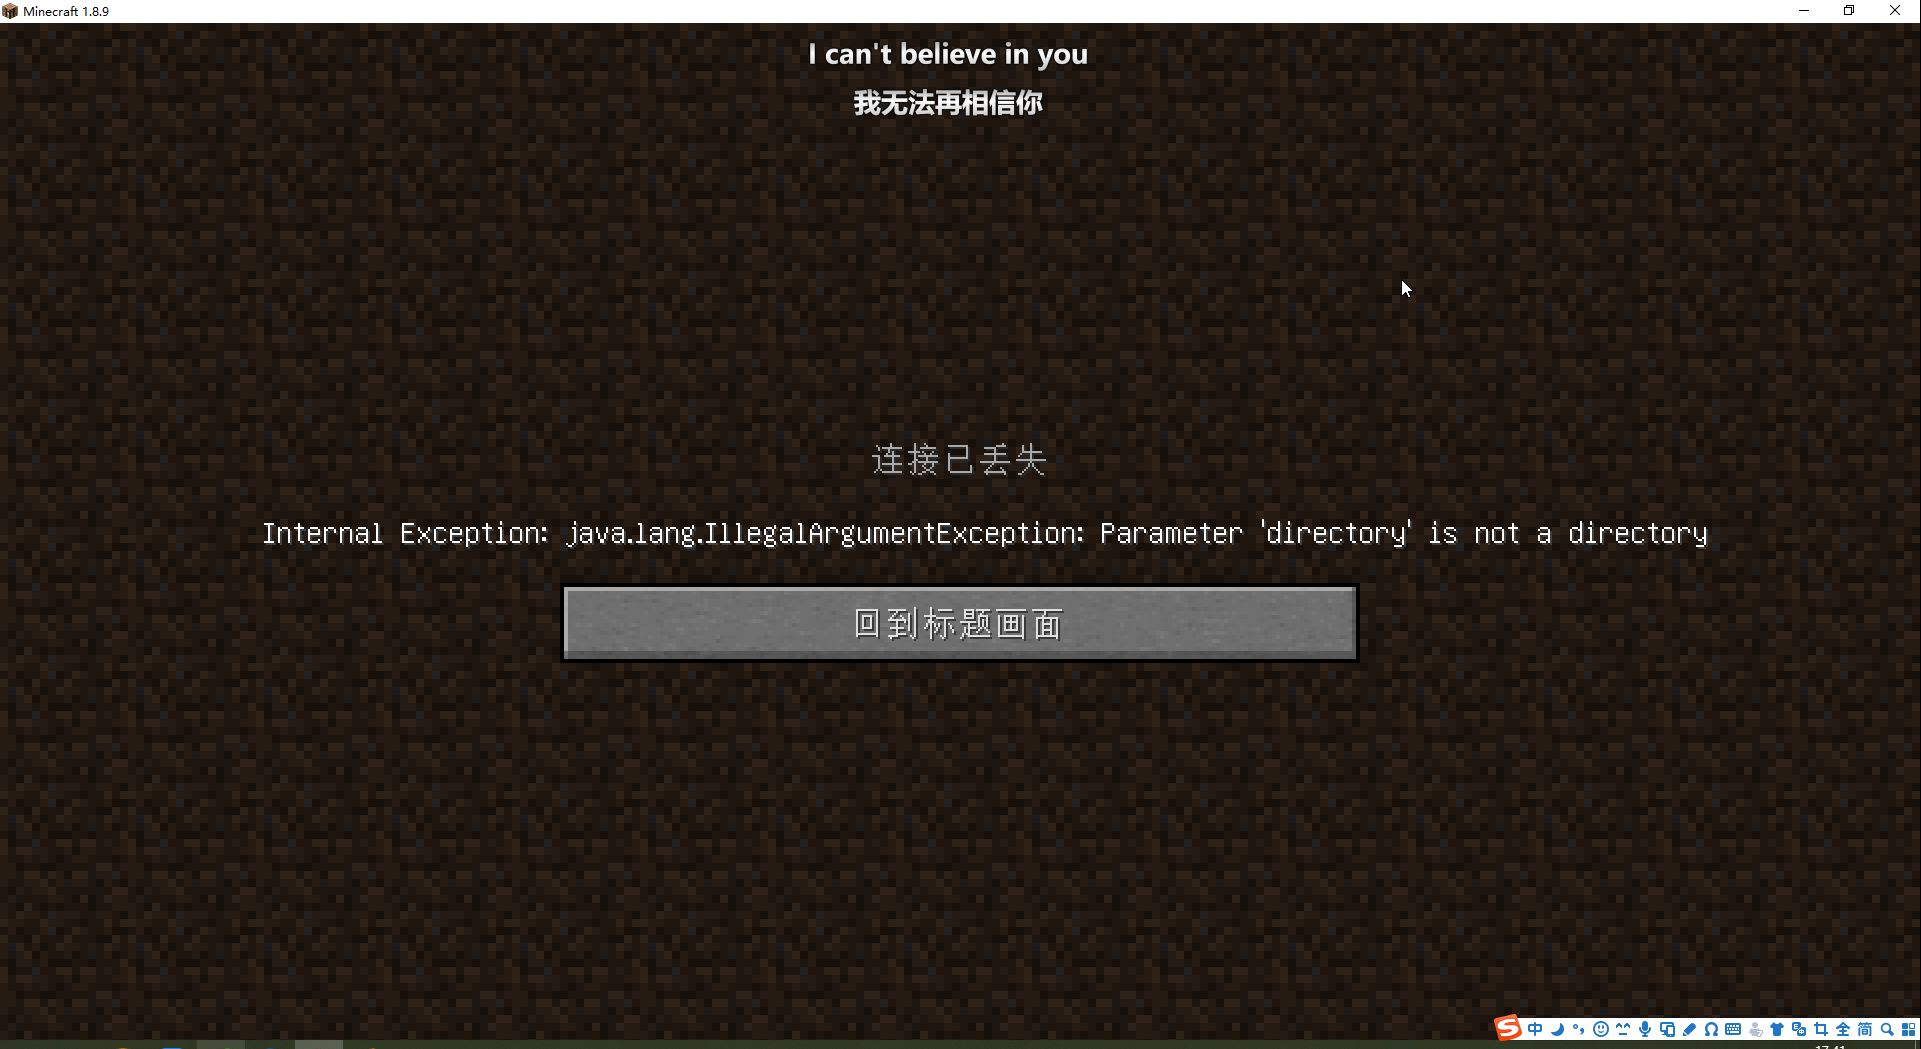 Minecraft 1.8.9
I can't believe in you
我无法再相信你
连接已丢失
Internal Exception: java.lang.IllegalArgumentException: Parameter 'directory' is not a directory
回到标题画面
S 中 全 简